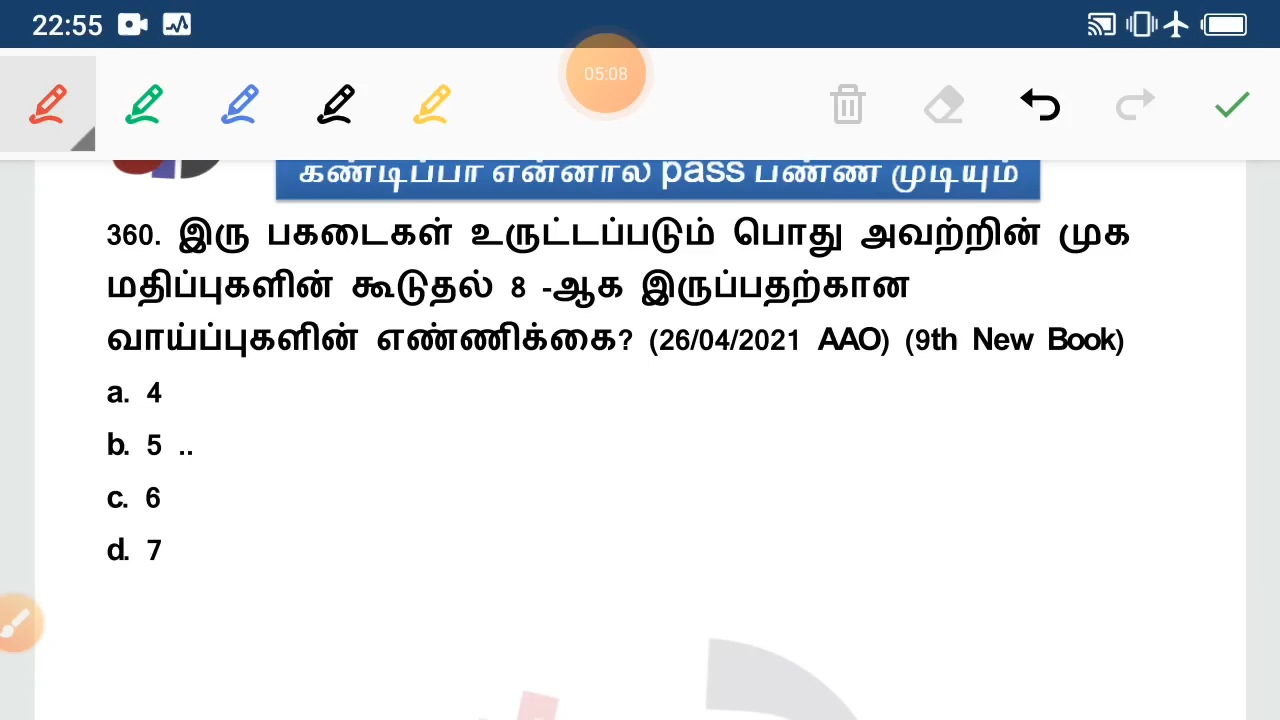 22:55
05:08
கண்டிப்பா என்னால pass பண்ண முடியும்
360. இரு பகடைகள் உருட்டப்படும் பொது அவற்றின் முக
மதிப்புகளின் கூடுதல் 8 -ஆக இருப்பதற்கான
வாய்ப்புகளின் எண்ணிக்கை? (26/04/2021 AAO) (9th New Book)
a. 4
b. 5 ..
c. 6
d. 7